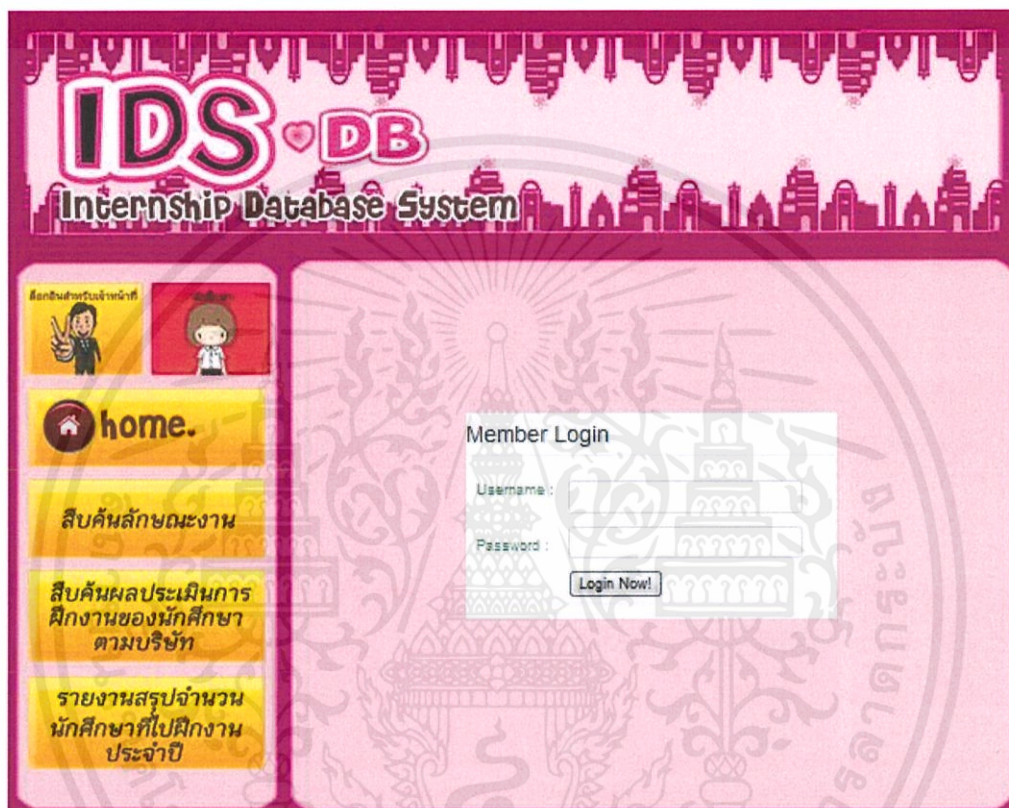 IDS DB
Internship Database System
ล็อกอินสำหรับเจ้าหน้าที่
home.
สืบค้นลักษณะงาน
สืบค้นผลประเมินการ
ฝึกงานของนักศึกษา
ตามบริษัท
รายงานสรุปจำนวน
นักศึกษาที่ไปฝึกงาน
ประจำปี
Member Login
Username :
Password :
Login Now!